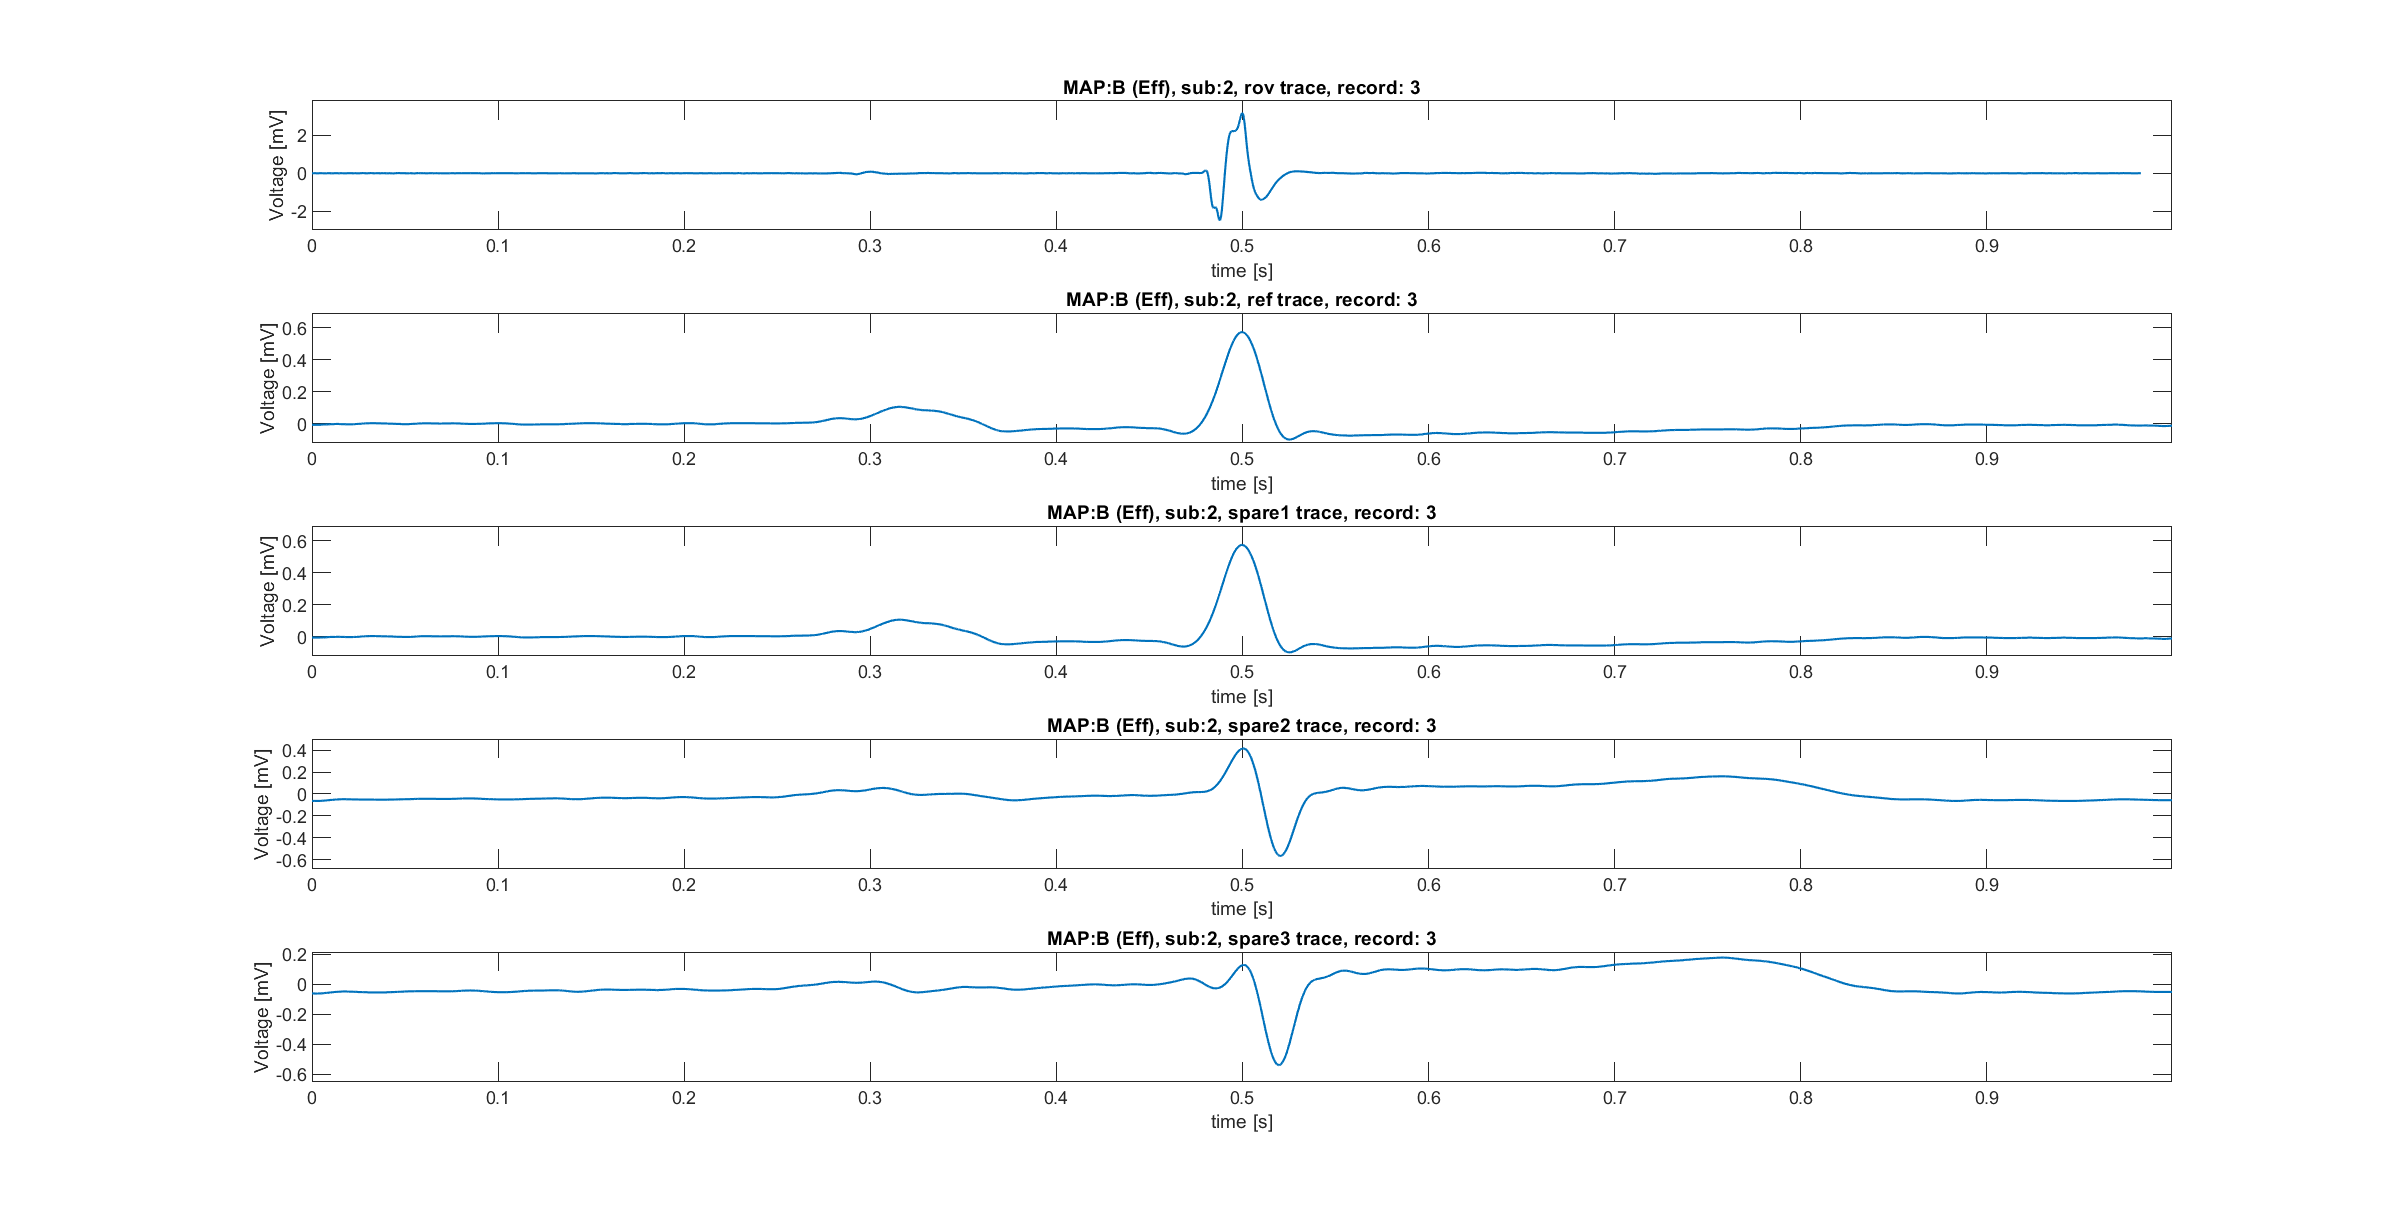 MAP:B (Eff), sub:2, rov trace, record: 3
Voltage [mV]
2
0
-2
0 0.1 0.2 0.3 0.4 0.5 0.6 0.7 0.8 0.9
time [s]
MAP:B (Eff), sub:2, ref trace, record: 3
Voltage [mV]
0.6
0.4
0.2
0
0 0.1 0.2 0.3 0.4 0.5 0.6 0.7 0.8 0.9
time [s]
MAP:B (Eff), sub:2, spare1 trace, record: 3
Voltage [mV]
0.6
0.4
0.2
0
0 0.1 0.2 0.3 0.4 0.5 0.6 0.7 0.8 0.9
time [s]
MAP:B (Eff), sub:2, spare2 trace, record: 3
Voltage [mV]
0.4
0.2
0
-0.2
-0.4
-0.6
0 0.1 0.2 0.3 0.4 0.5 0.6 0.7 0.8 0.9
time [s]
MAP:B (Eff), sub:2, spare3 trace, record: 3
Voltage [mV]
0.2
0
-0.2
-0.4
-0.6
0 0.1 0.2 0.3 0.4 0.5 0.6 0.7 0.8 0.9
time [s]